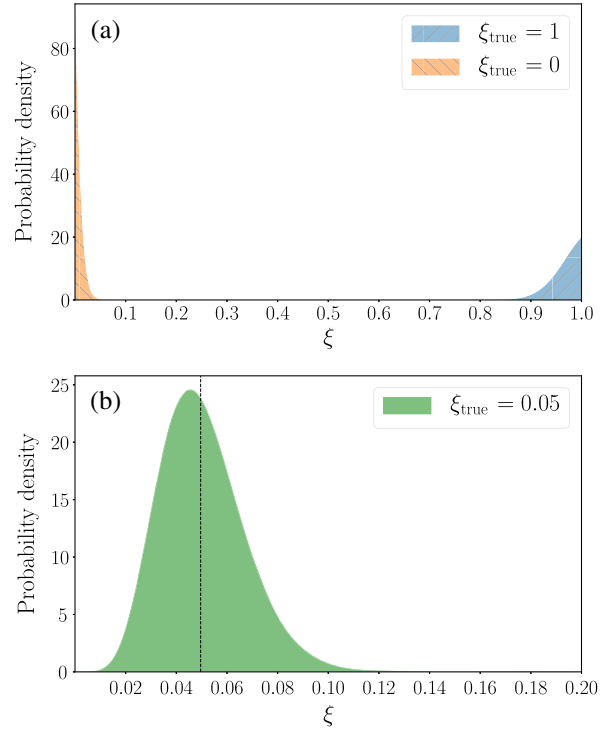 (a)
ξtrue = 1
ξtrue = 0
Probability density
80
60
40
20
0
0.1 0.2 0.3 0.4 0.5 0.6 0.7 0.8 0.9 1.0
ξ
(b)
ξtrue = 0.05
Probability density
25
20
15
10
5
0
0.02 0.04 0.06 0.08 0.10 0.12 0.14 0.16 0.18 0.20
ξ